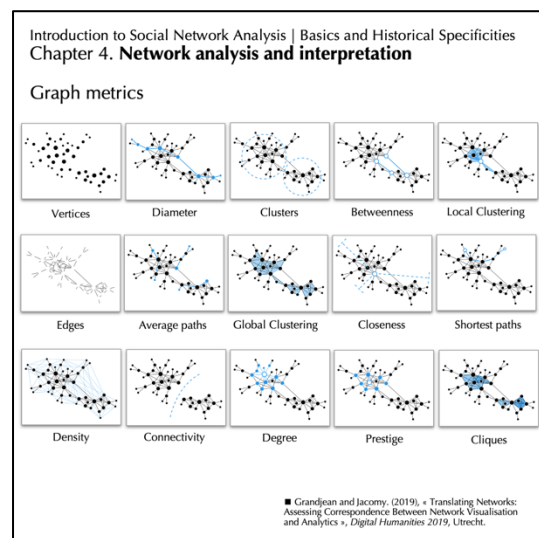 Introduction to Social Network Analysis | Basics and Historical Specificities
Chapter 4. Network analysis and interpretation
Graph metrics
Vertices
Diameter
Clusters
Betweenness
Local Clustering
Edges
Average paths
Global Clustering
Closeness
Shortest paths
Density
Connectivity
Degree
Prestige
Cliques
■ Grandjean and Jacomy. (2019), « Translating Networks:
Assessing Correspondence Between Network Visualisation
and Analytics », Digital Humanities 2019, Utrecht.